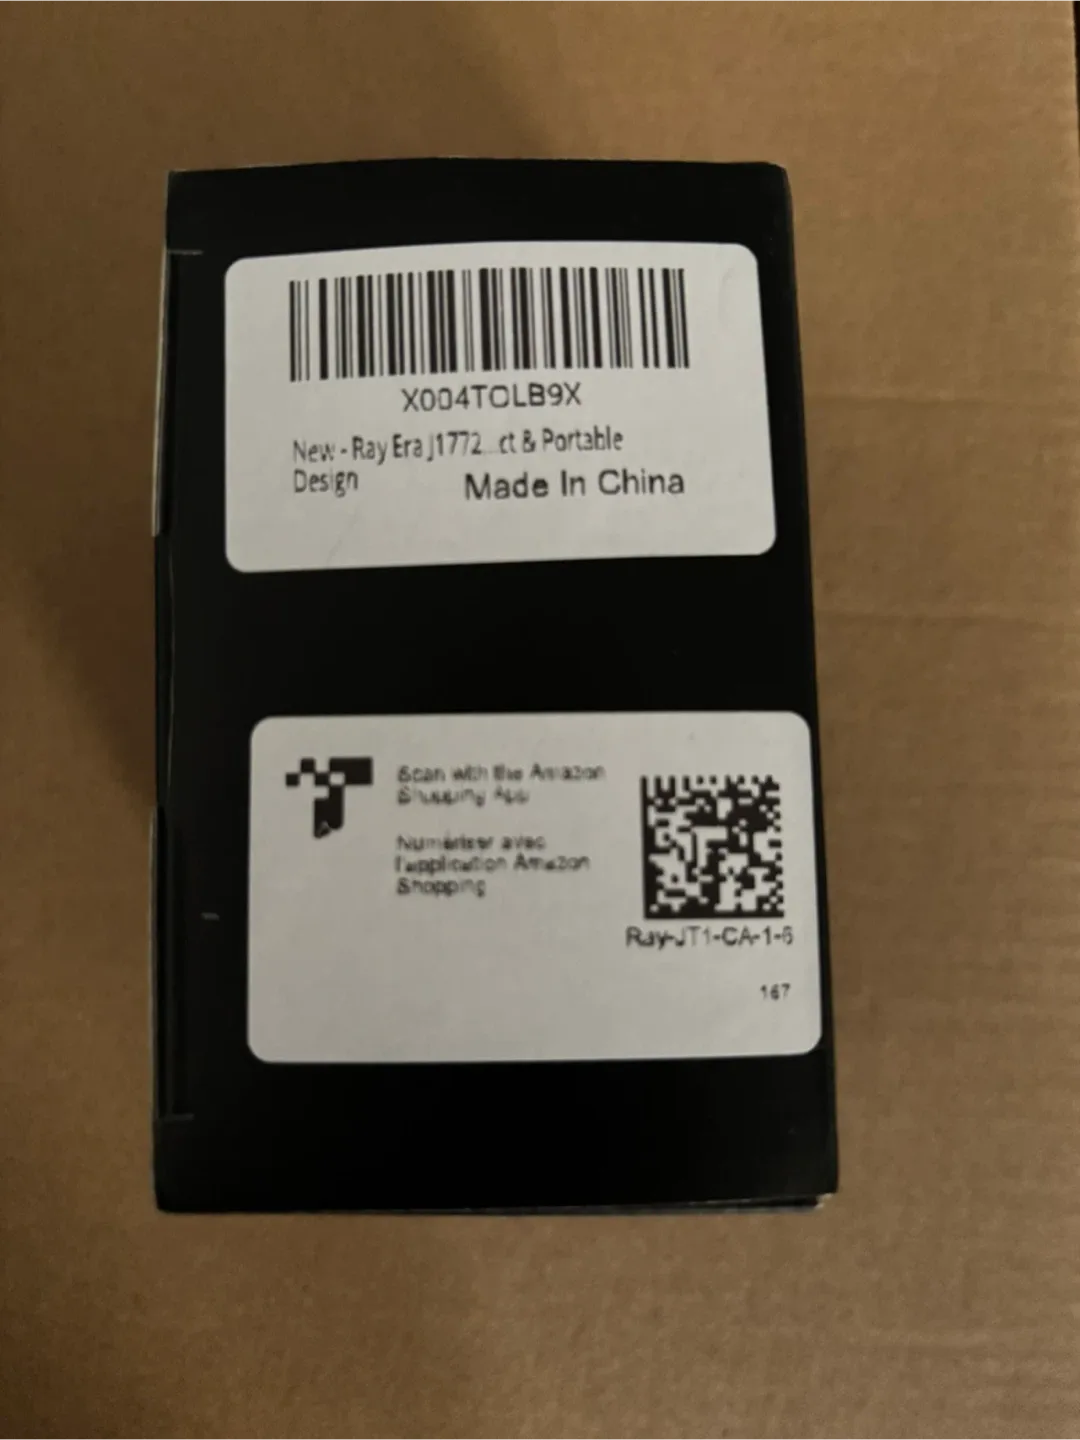 X004TOLB9X
New - Ray Era J1772...ct & Portable
Design
Made In China
Scan with the Amazon
Shopping App
Numériser avec
l'application Amazon
Shopping
Ray-JT1-CA-1-6
167